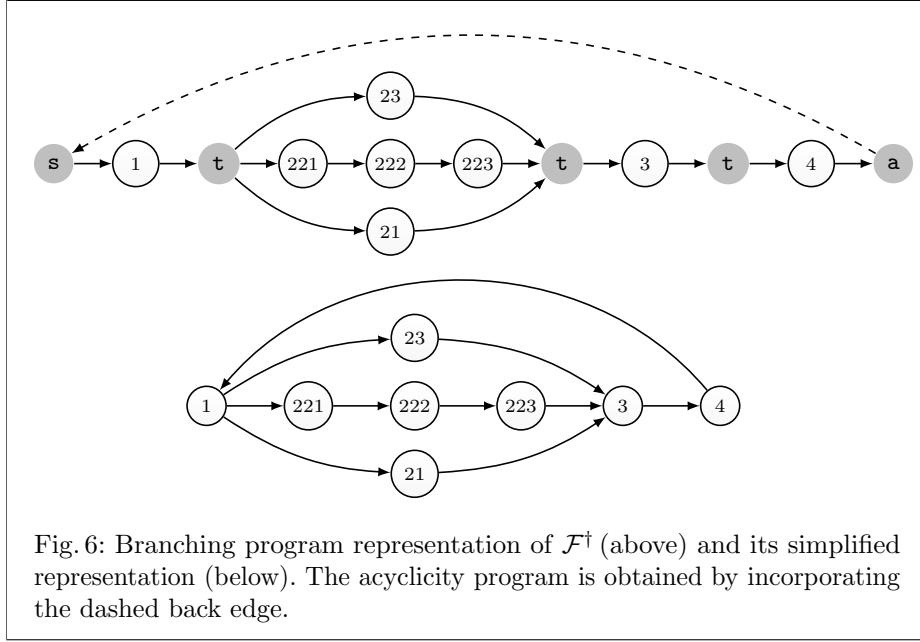 23
s 1 t 221 222 223 t 3 t 4 a
21
23
1 221 222 223 3 4
21
Fig. 6: Branching program representation of ℱ† (above) and its simplified
representation (below). The acyclicity program is obtained by incorporating
the dashed back edge.